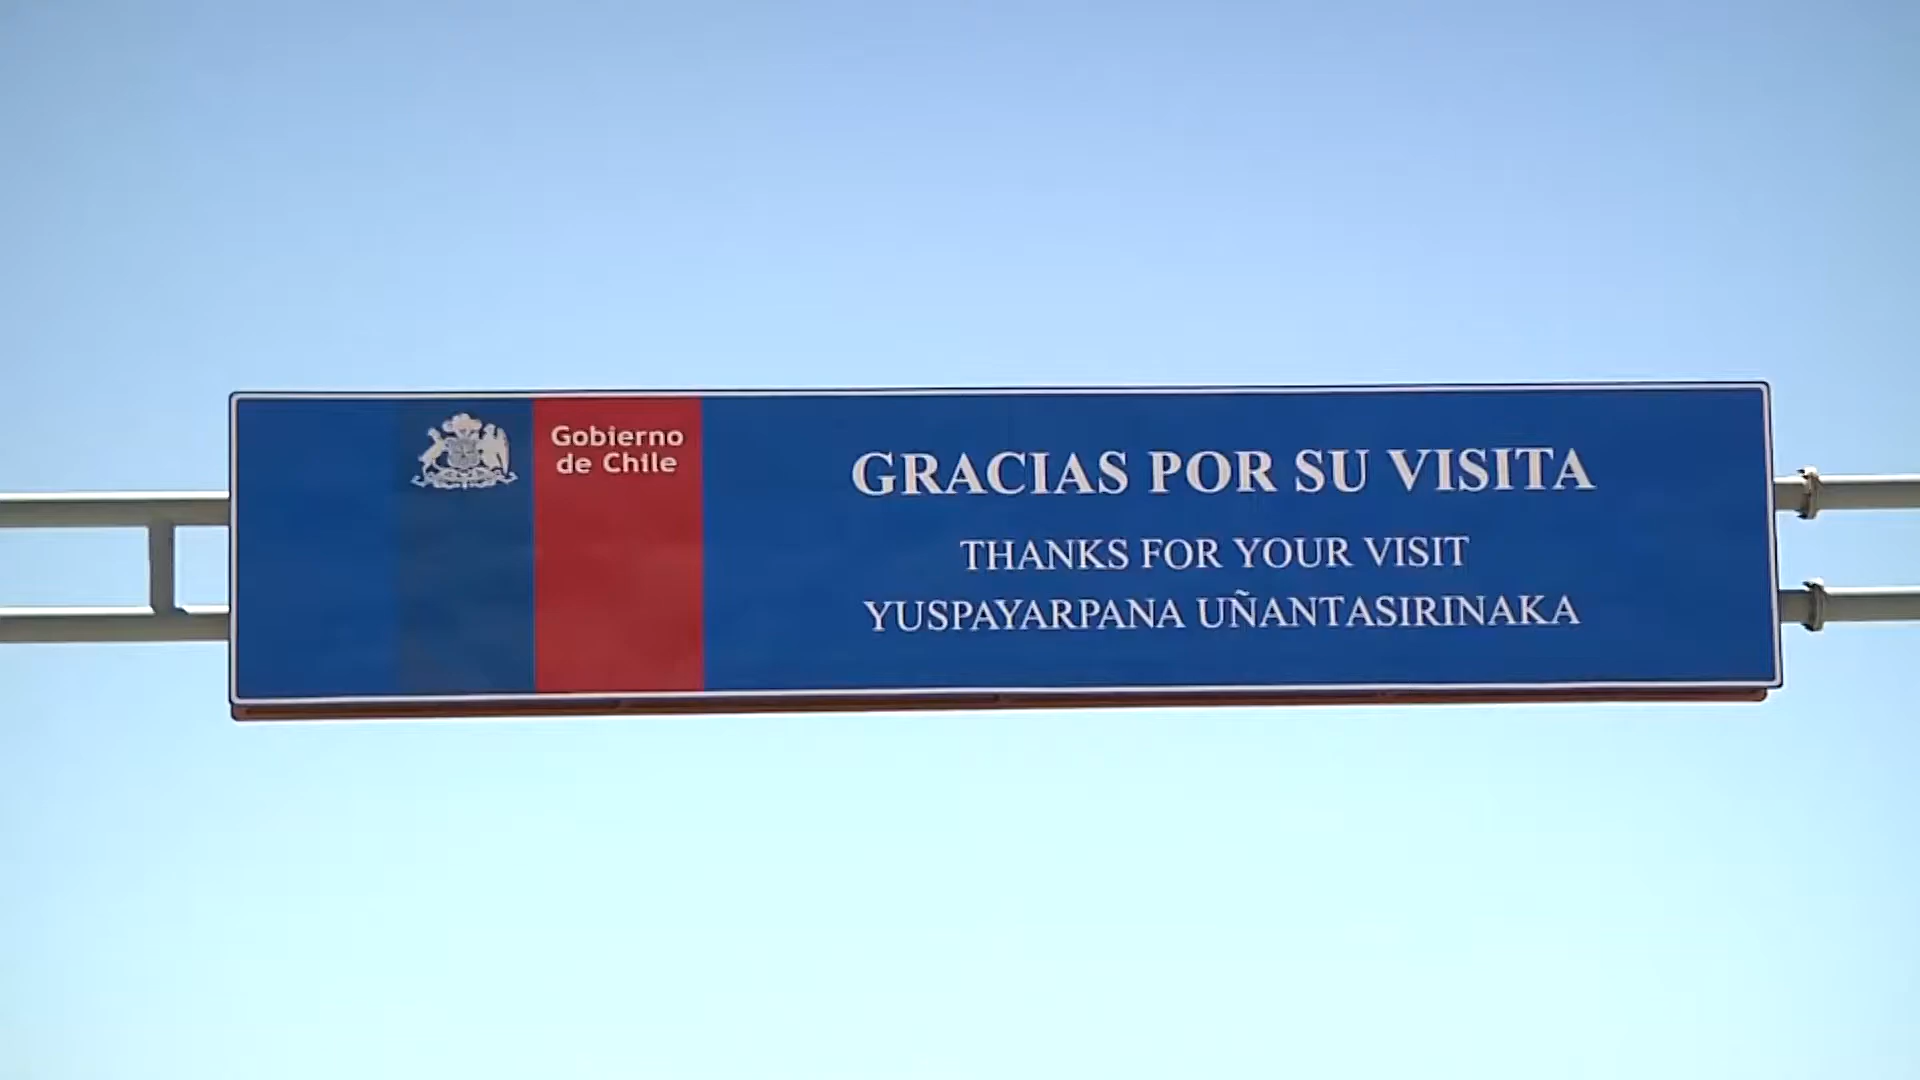 Gobierno
de Chile
GRACIAS POR SU VISITA
THANKS FOR YOUR VISIT
YUSPAYARPANA UÑANTASIRINAKA